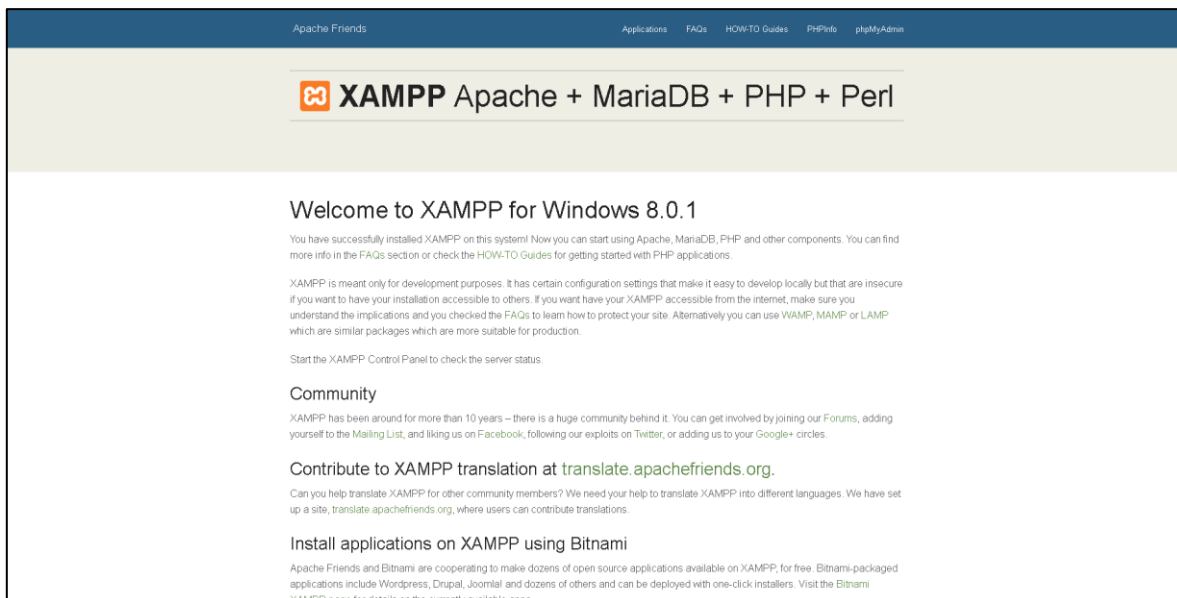 Apache Friends
Applications FAQs HOW-TO Guides PHPInfo phpMyAdmin
XAMPP Apache + MariaDB + PHP + Perl
Welcome to XAMPP for Windows 8.0.1
You have successfully installed XAMPP on this system! Now you can start using Apache, MariaDB, PHP and other components. You can find
more info in the FAQs section or check the HOW-TO Guides for getting started with PHP applications.
XAMPP is meant only for development purposes. It has certain configuration settings that make it easy to develop locally but that are insecure
if you want to have your installation accessible to others. If you want have your XAMPP accessible from the internet, make sure you
understand the implications and you checked the FAQs to learn how to protect your site. Alternatively you can use WAMP, MAMP or LAMP
which are similar packages which are more suitable for production.
Start the XAMPP Control Panel to check the server status.
Community
XAMPP has been around for more than 10 years – there is a huge community behind it. You can get involved by joining our Forums, adding
yourself to the Mailing List, and liking us on Facebook, following our exploits on Twitter, or adding us to your Google+ circles.
Contribute to XAMPP translation at translate.apachefriends.org.
Can you help translate XAMPP for other community members? We need your help to translate XAMPP into different languages. We have set
up a site, translate.apachefriends.org, where users can contribute translations.
Install applications on XAMPP using Bitnami
Apache Friends and Bitnami are cooperating to make dozens of open source applications available on XAMPP, for free. Bitnami-packaged
applications include Wordpress, Drupal, Joomla! and dozens of others and can be deployed with one-click installers. Visit the Bitnami